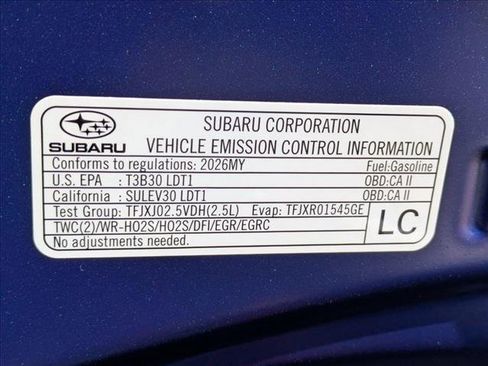 SUBARU
SUBARU CORPORATION
VEHICLE EMISSION CONTROL INFORMATION
Conforms to regulations: 2026MY Fuel:Gasoline
U.S. EPA : T3B30 LDT1 OBD:CA II
California : SULEV30 LDT1 OBD:CA II
Test Group: TFJXJ02.5VDH(2.5L) Evap: TFJXR01545GE
TWC(2)/WR-HO2S/HO2S/DFI/EGR/EGRC
No adjustments needed.
LC